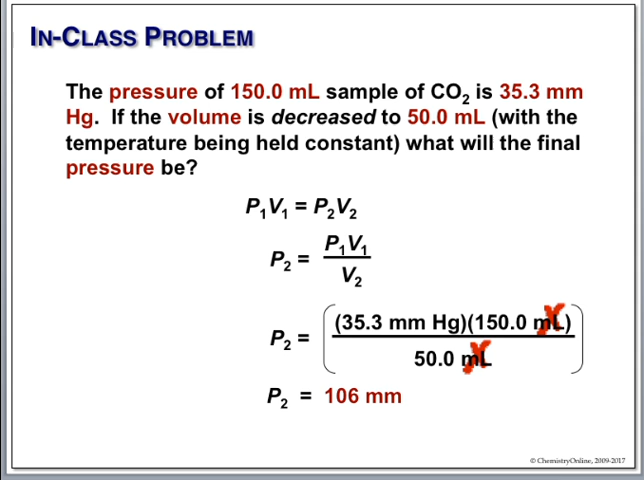 IN-CLASS PROBLEM
The pressure of 150.0 mL sample of CO₂ is 35.3 mm
Hg. If the volume is decreased to 50.0 mL (with the
temperature being held constant) what will the final
pressure be?
P₁V₁ = P₂V₂
P₂ = P₁V₁
V₂
P₂ = (35.3 mm Hg)(150.0 mL)
50.0 mL
P₂ = 106 mm
© ChemistryOnline, 2009-2017